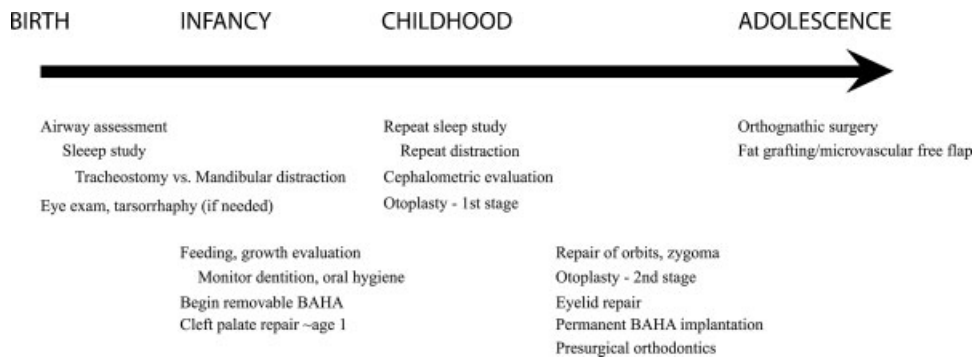 BIRTH INFANCY CHILDHOOD ADOLESCENCE
Airway assessment
Sleeep study
Tracheostomy vs. Mandibular distraction
Eye exam, tarsorrhaphy (if needed)
Repeat sleep study
Repeat distraction
Cephalometric evaluation
Otoplasty - 1st stage
Orthognathic surgery
Fat grafting/microvascular free flap
Feeding, growth evaluation
Monitor dentition, oral hygiene
Begin removable BAHA
Cleft palate repair ~age 1
Repair of orbits, zygoma
Otoplasty - 2nd stage
Eyelid repair
Permanent BAHA implantation
Presurgical orthodontics